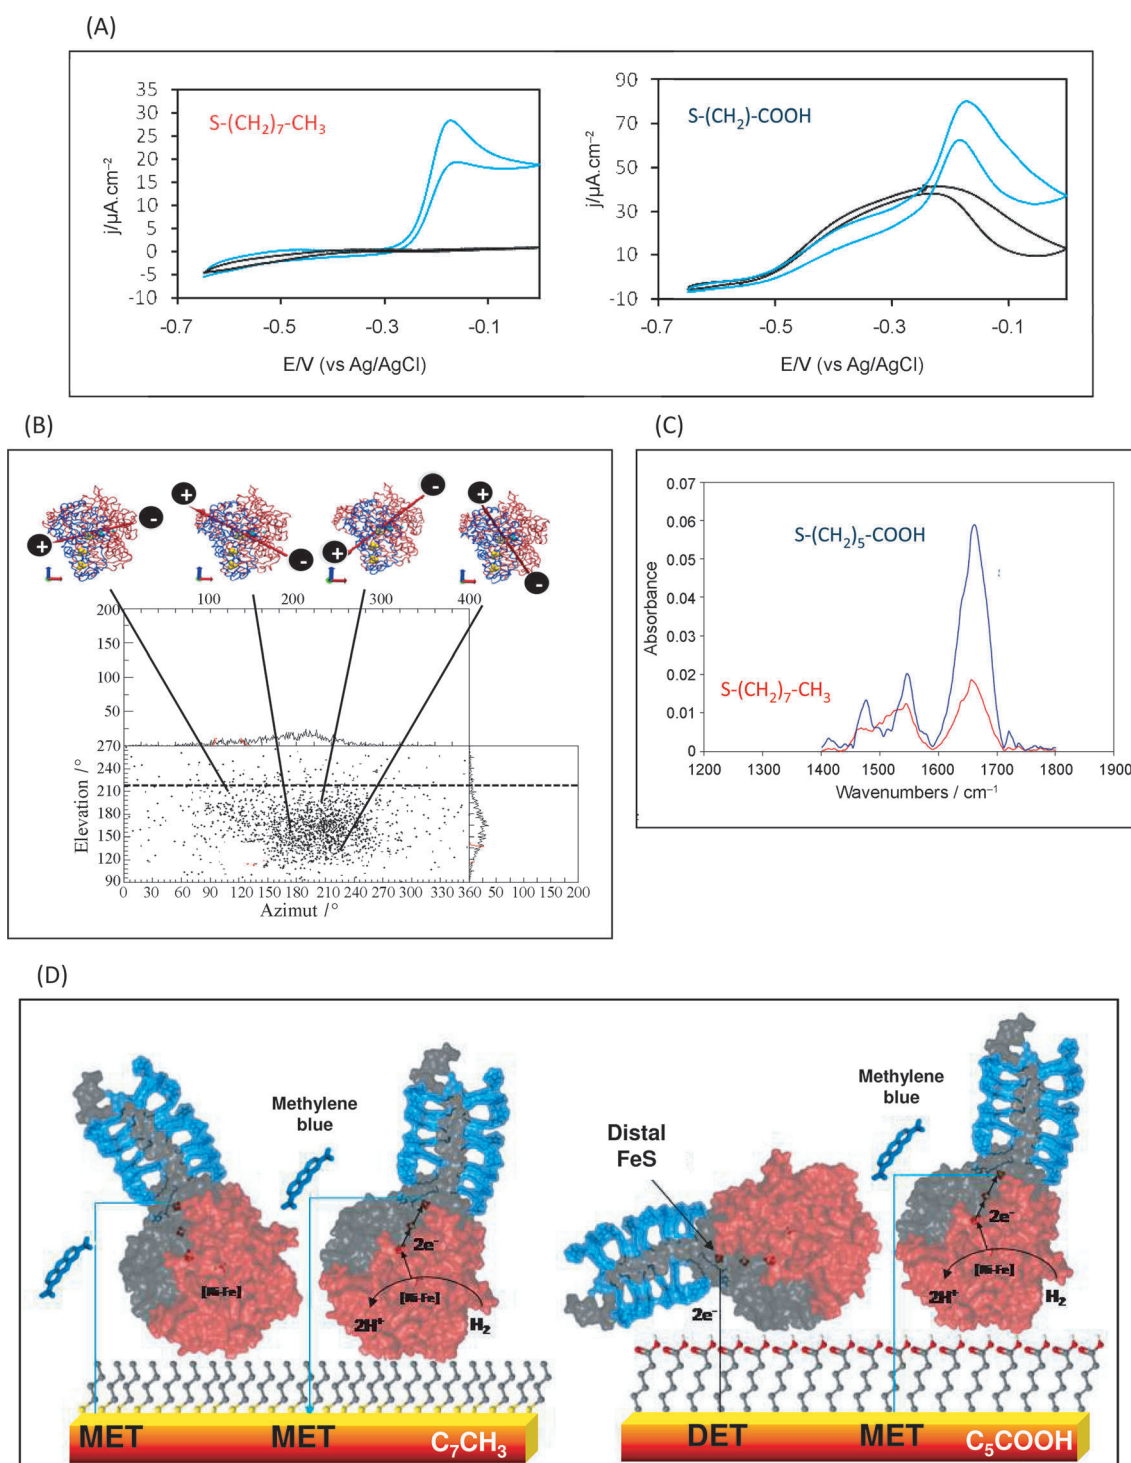 (A)
S-(CH2)7-CH3
j/µA.cm−2
35
30
25
20
15
10
5
0
-5
-10
-0.7
-0.5
-0.3
-0.1
E/V (vs Ag/AgCl)
S-(CH2)-COOH
j/µA.cm−2
90
70
50
30
10
-10
-0.7
-0.5
-0.3
-0.1
E/V (vs Ag/AgCl)
(B)
+
-
+
-
+
-
+
-
100
200
300
400
200
150
100
50
270
240
210
180
150
120
90
Elevation /°
0 30 60 90 120 150 180 210 240 270 300 330 360 50 100 150 200
Azimut /°
(C)
0.07
0.06
0.05
0.04
0.03
0.02
0.01
0
Absorbance
S-(CH2)5-COOH
S-(CH2)7-CH3
1200 1300 1400 1500 1600 1700 1800 1900
Wavenumbers / cm−1
(D)
Methylene
blue
[Ni-Fe]
2e-
[Ni-Fe]
2H+
H2
MET
MET
C7CH3
Distal
FeS
Methylene
blue
2e-
2e-
[Ni-Fe]
2H+
H2
DET
MET
C5COOH